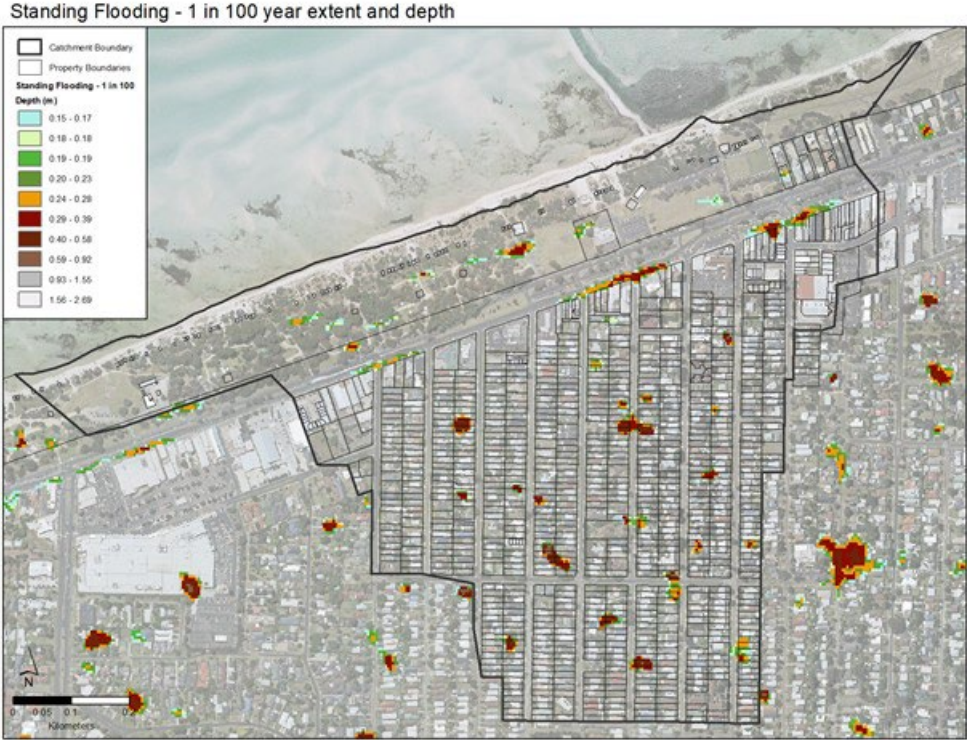 Standing Flooding - 1 in 100 year extent and depth
Catchment Boundary
Property Boundaries
Standing Flooding - 1 in 100
Depth (m)
0.15 - 0.17
0.18 - 0.18
0.19 - 0.19
0.20 - 0.23
0.24 - 0.28
0.29 - 0.39
0.40 - 0.58
0.59 - 0.92
0.93 - 1.55
1.56 - 2.69
N
0 0.05 0.1 0.2
Kilometers